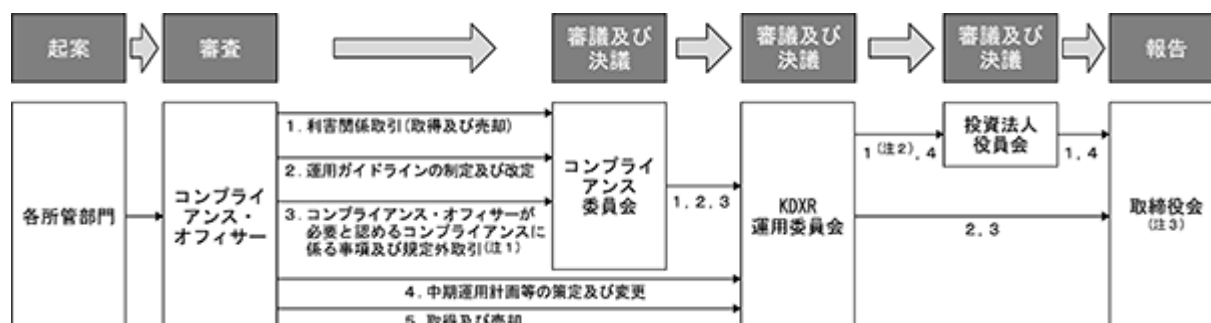 起案
審査
審議及び
決議
審議及び
決議
審議及び
決議
報告
各所管部門
コンプライ
アンス・
オフィサー
1.利害関係取引(取得及び売却)
2.運用ガイドラインの制定及び改定
3.コンプライアンス・オフィサーが
必要と認めるコンプライアンスに
係る事項及び規定外取引(注1)
4.中期運用計画等の策定及び変更
5.取得及び売却
コンプライ
アンス
委員会
1,2,3
KDXR
運用委員会
1(注2),4
投資法人
役員会
1,4
2,3
取締役会
(注3)